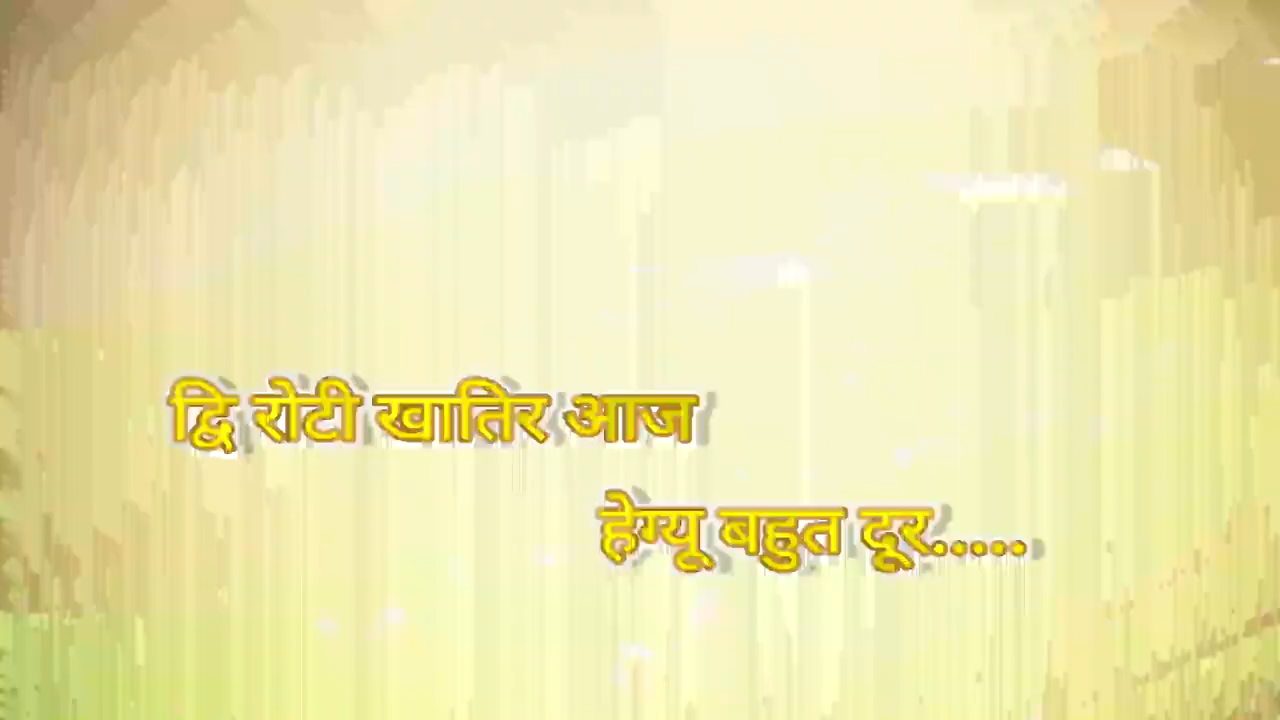 द्वि रोटी खातिर आज
हेग्यू बहुत दूर.....